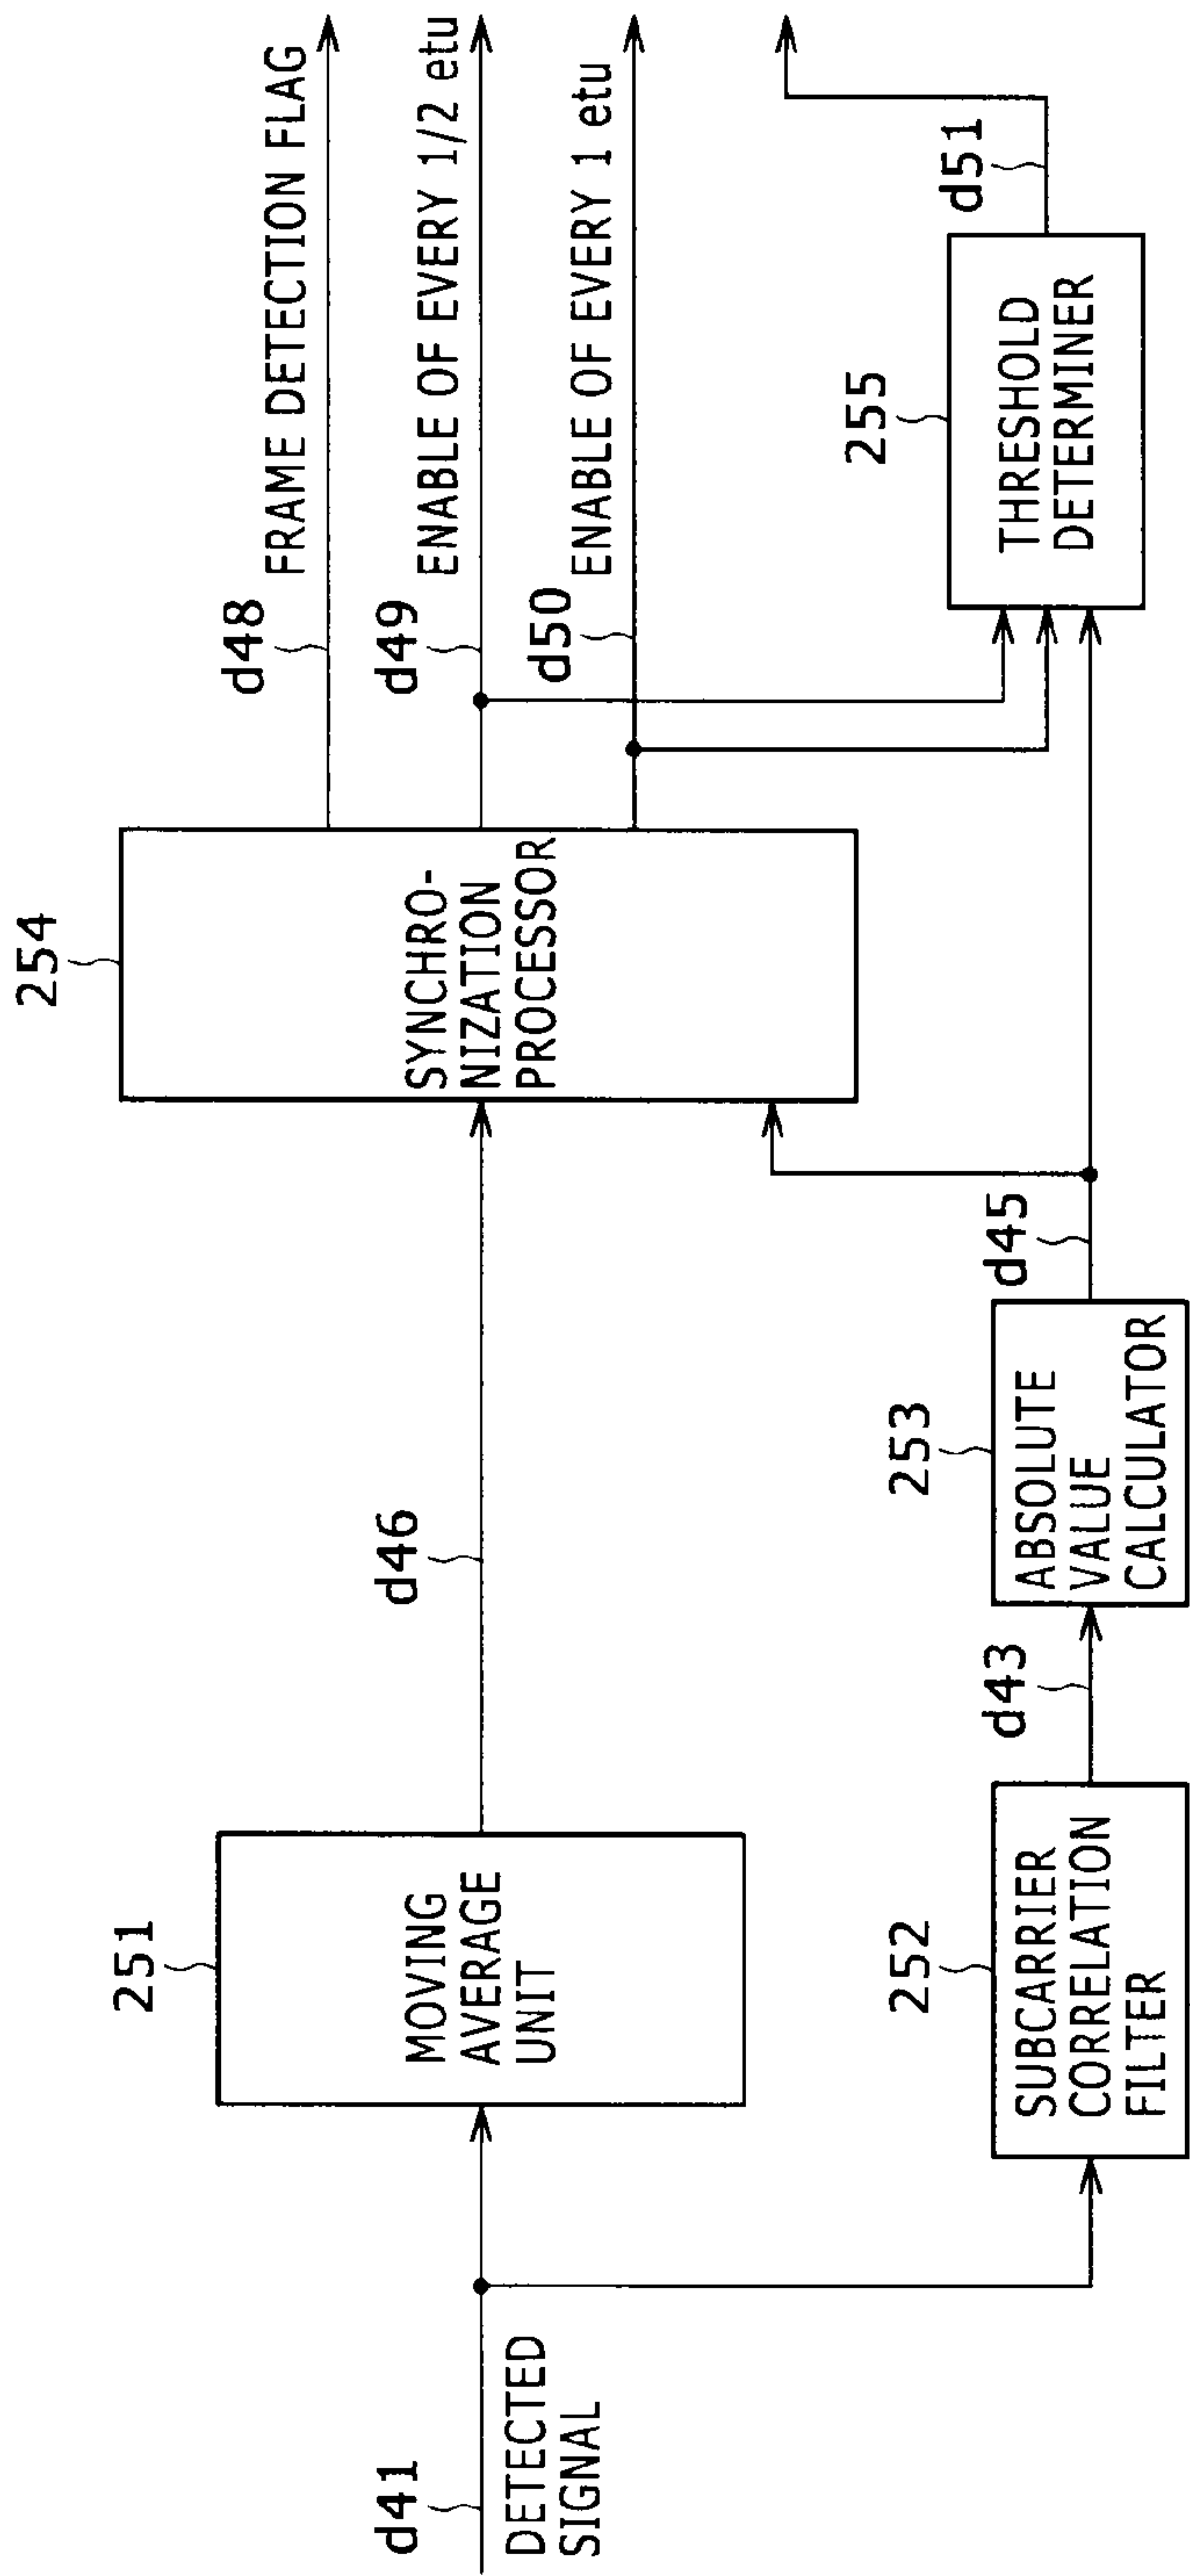 d41
DETECTED
SIGNAL
251
MOVING
AVERAGE
UNIT
252
SUBCARRIER
CORRELATION
FILTER
d43
253
ABSOLUTE
VALUE
CALCULATOR
d45
d46
254
SYNCHRO-
NIZATION
PROCESSOR
d48
FRAME DETECTION FLAG
d49
ENABLE OF EVERY 1/2 etu
d50
ENABLE OF EVERY 1 etu
255
THRESHOLD
DETERMINER
d51